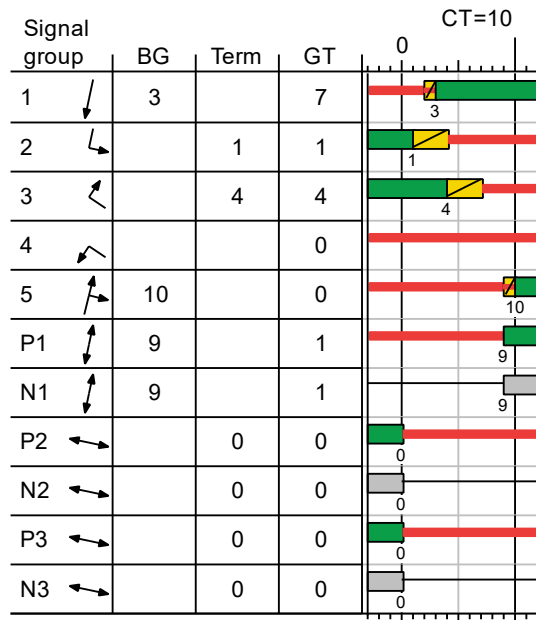 CT=10
Signal
group BG Term GT 0
1 3 7 3
2 1 1 1
3 4 4 4
4 0
5 10 0 10
P1 9 1 9
N1 9 1 9
P2 0 0 0
N2 0 0 0
P3 0 0 0
N3 0 0 0